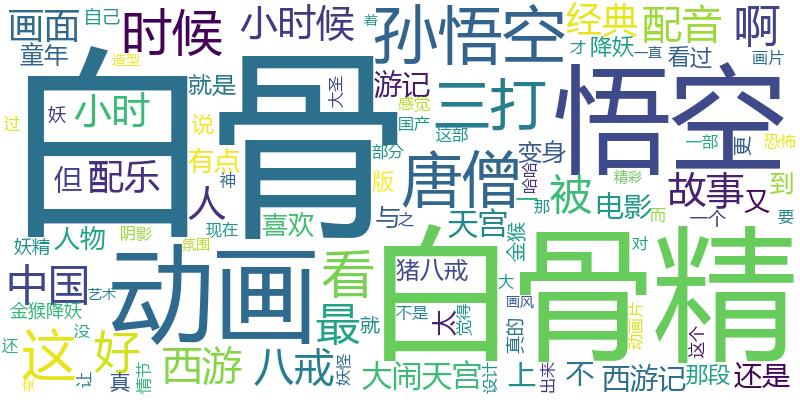 画面
自己
时候
小时候
孙悟空
着
经典
配音
啊
童年
造型
才
降妖
一直
看过
画片
就是
大圣
游记
白骨
妖
小时
三打
悟空
感觉
过
说
国产
这部
一部
更
恐怖
有点
部分
变身
但
配乐
神
版
唐僧
哈哈
精彩
人
一
那
被
电影
故事
又
到
现在
喜欢
与
之
天宫
而
一个
要
人物
阴影
金猴
妖精
氛围
白骨精
对
动画
看
中国
艺术
猪八戒
大
太
觉得
画风
金猴降妖
不是
没
最
就
真的
动画片
这个
还
这
好
西游
八戒
妖怪
大闹天宫
设计
上
出来
不
西游记
那段
还是
让
真
情节